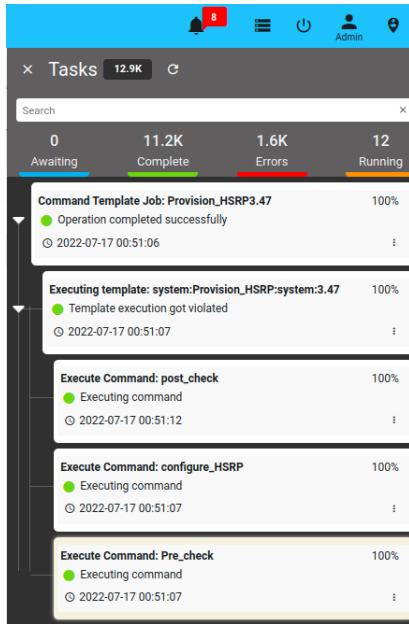 8
Admin
× Tasks 12.9K
Search ×
0 11.2K 1.6K 12
Awaiting Complete Errors Running
Command Template Job: Provision_HSRP3.47 100%
Operation completed successfully
2022-07-17 00:51:06
Executing template: system:Provision_HSRP:system:3.47 100%
Template execution got violated
2022-07-17 00:51:07
Execute Command: post_check 100%
Executing command
2022-07-17 00:51:12
Execute Command: configure_HSRP 100%
Executing command
2022-07-17 00:51:07
Execute Command: Pre_check 100%
Executing command
2022-07-17 00:51:07